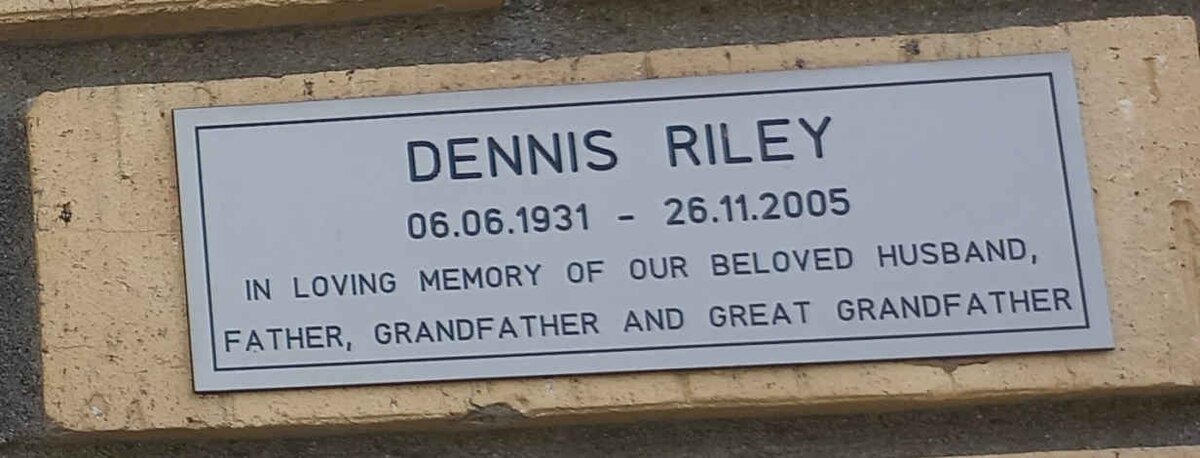 DENNIS RILEY
06.06.1931 - 26.11.2005
IN LOVING MEMORY OF OUR BELOVED HUSBAND,
FATHER, GRANDFATHER AND GREAT GRANDFATHER